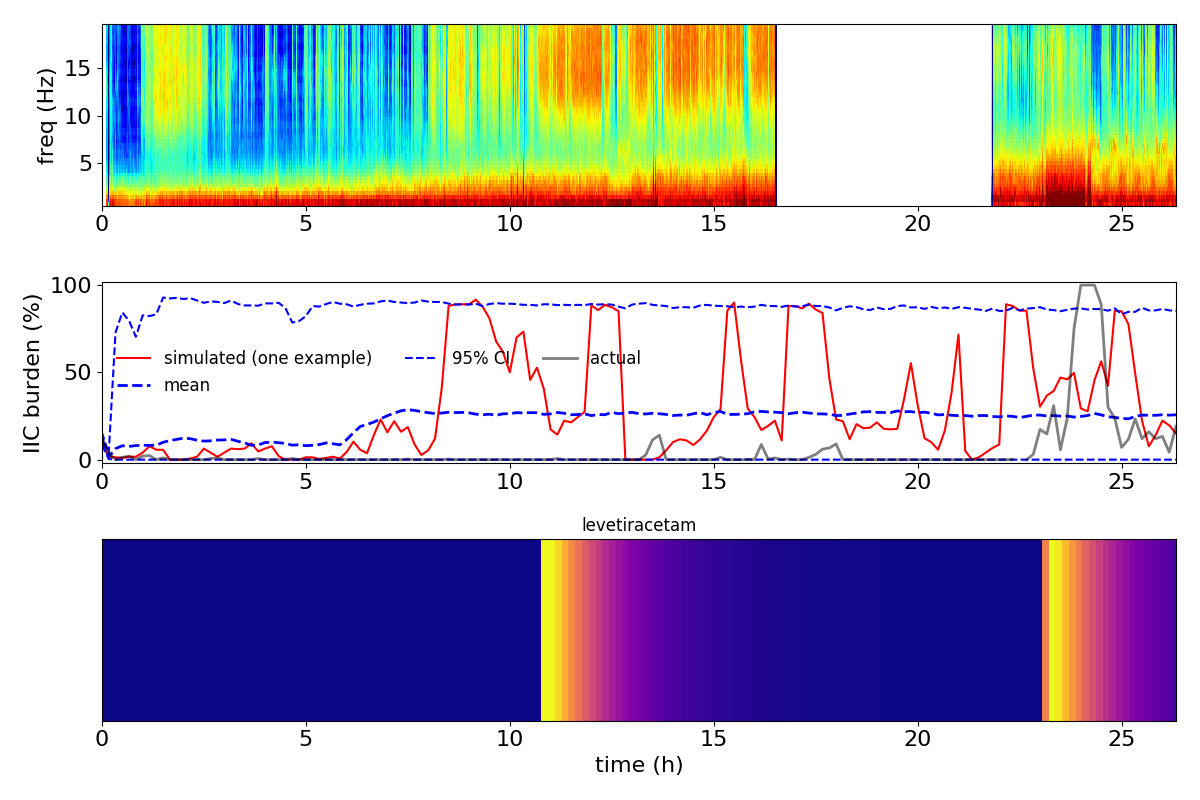 freq (Hz)
15
10
5
0 5 10 15 20 25
IIC burden (%)
100
50
0
simulated (one example) 95% CI actual
mean
0 5 10 15 20 25
levetiracetam
0 5 10 15 20 25
time (h)